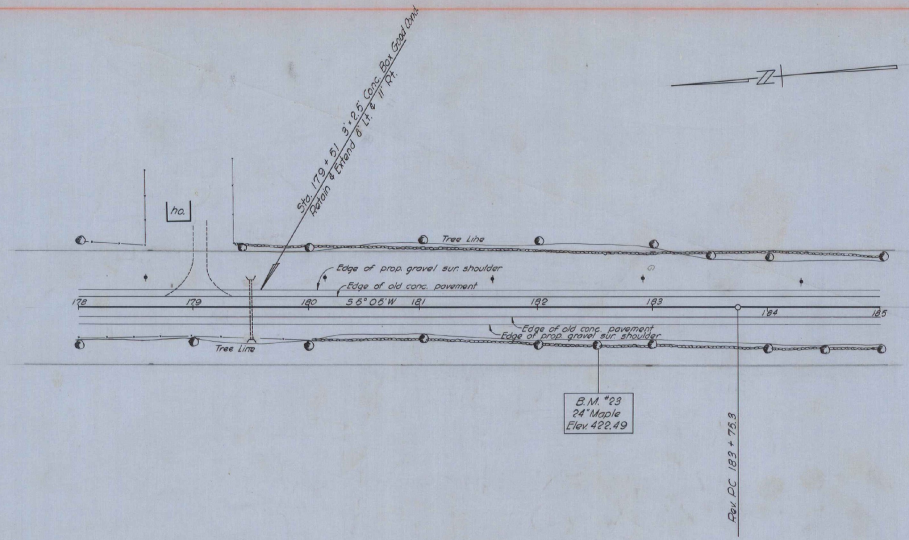 Sta. 179 + 51 3'x2.5' Conc. Box Good Cond.
Retain & Extend 8' Lt. & 11' Rt.
N
ho.
Tree Line
Edge of prop. gravel sur. shoulder
Edge of old conc. pavement
178 179 180 S 6° 05' W 181 182 183 184 185
Edge of old conc. pavement
Edge of prop. gravel sur. shoulder
Tree Line
B.M. #23
24" Maple
Elev. 422.49
Rev. P.C. 183 + 75.3